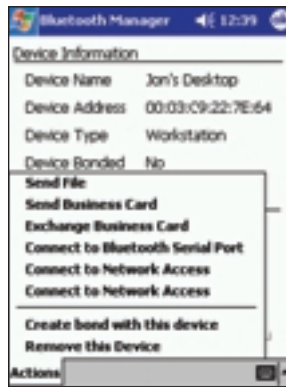 Bluetooth Manager 12:39 ok
Device Information
Device Name Jon's Desktop
Device Address 00:03:C9:22:7E:64
Device Type Workstation
Device Bonded No
Send File
Send Business Card
Exchange Business Card
Connect to Bluetooth Serial Port
Connect to Network Access
Connect to Network Access
Create bond with this device
Remove this Device
Actions